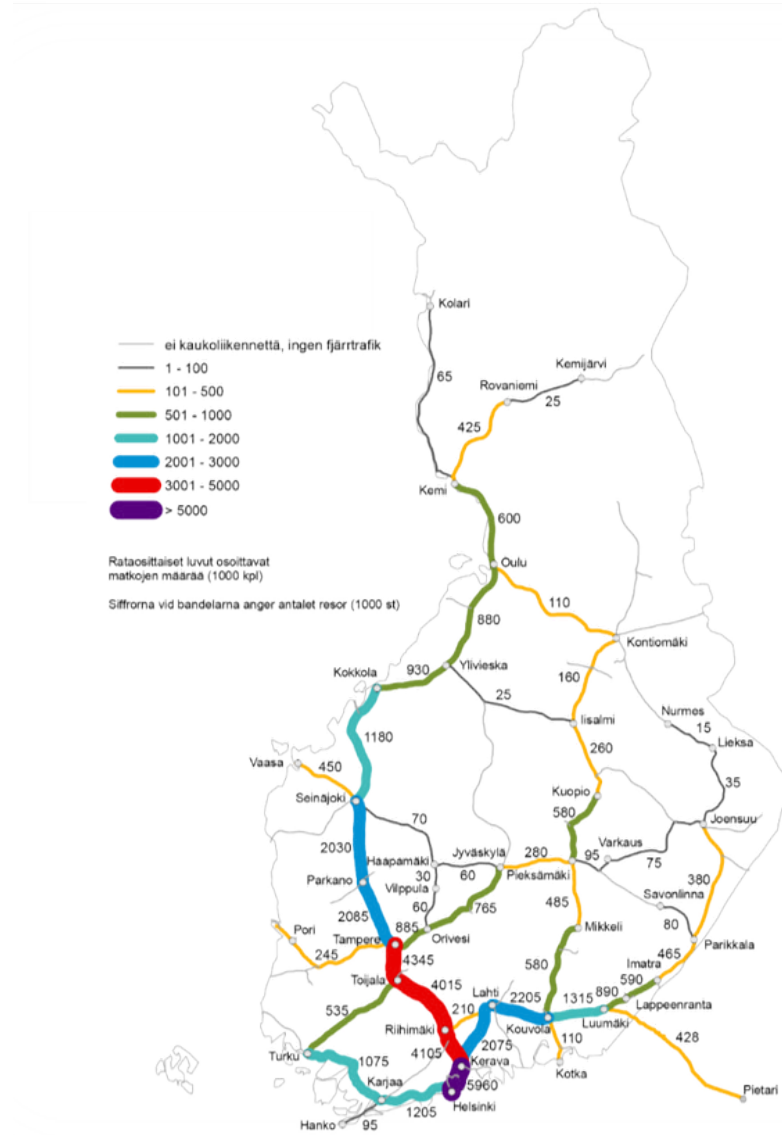 Kolari
ei kaukoliikennettä, ingen fjärrtrafik
1 - 100
101 - 500
501 - 1000
1001 - 2000
2001 - 3000
3001 - 5000
> 5000
Rataosittaiset luvut osoittavat
matkojen määrää (1000 kpl)
Siffrorna vid bandelarna anger antalet resor (1000 st)
65
Kemijärvi
Rovaniemi
25
425
Kemi
600
Oulu
110
880
Kontiomäki
Ylivieska
930
Kokkola
160
25
Nurmes
Iisalmi
15
Lieksa
1180
260
Vaasa
450
35
Kuopio
Seinäjoki
580
70
Joensuu
2030
Jyväskylä
280
Varkaus
Haapamäki
95
75
30
60
Pieksämäki
380
Parkano
Vilppula
Savonlinna
485
765
60
80
2085
885
Mikkeli
Pori
Orivesi
Tampere
Parikkala
245
4345
465
Imatra
580
Toijala
4015
590
Lahti
2205
890
1315
Lappeenranta
535
210
Riihimäki
Kouvola
Luumäki
428
4105
2075
110
Turku
1075
Kerava
Kotka
5960
Karjaa
Pietari
1205
Helsinki
Hanko
95